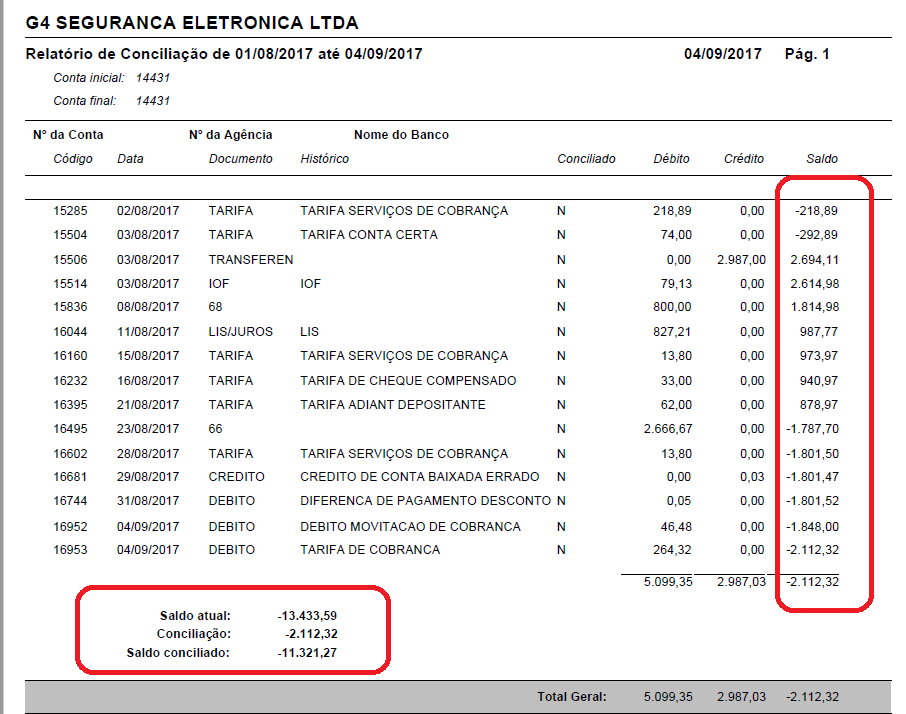 G4 SEGURANCA ELETRONICA LTDA
Relatório de Conciliação de 01/08/2017 até 04/09/2017 04/09/2017 Pág. 1
Conta inicial: 14431
Conta final: 14431
Nº da Conta Nº da Agência Nome do Banco
Código Data Documento Histórico Conciliado Débito Crédito Saldo
15285 02/08/2017 TARIFA TARIFA SERVIÇOS DE COBRANÇA N 218,89 0,00 -218,89
15504 03/08/2017 TARIFA TARIFA CONTA CERTA N 74,00 0,00 -292,89
15506 03/08/2017 TRANSFEREN N 0,00 2.987,00 2.694,11
15514 03/08/2017 IOF IOF N 79,13 0,00 2.614,98
15836 08/08/2017 68 N 800,00 0,00 1.814,98
16044 11/08/2017 LIS/JUROS LIS N 827,21 0,00 987,77
16160 15/08/2017 TARIFA TARIFA SERVIÇOS DE COBRANÇA N 13,80 0,00 973,97
16232 16/08/2017 TARIFA TARIFA DE CHEQUE COMPENSADO N 33,00 0,00 940,97
16395 21/08/2017 TARIFA TARIFA ADIANT DEPOSITANTE N 62,00 0,00 878,97
16495 23/08/2017 66 N 2.666,67 0,00 -1.787,70
16602 28/08/2017 TARIFA TARIFA SERVIÇOS DE COBRANÇA N 13,80 0,00 -1.801,50
16681 29/08/2017 CREDITO CREDITO DE CONTA BAIXADA ERRADO N 0,00 0,03 -1.801,47
16744 31/08/2017 DEBITO DIFERENCA DE PAGAMENTO DESCONTO N 0,05 0,00 -1.801,52
16952 04/09/2017 DEBITO DEBITO MOVITACAO DE COBRANCA N 46,48 0,00 -1.848,00
16953 04/09/2017 DEBITO TARIFA DE COBRANCA N 264,32 0,00 -2.112,32
5.099,35 2.987,03 -2.112,32
Saldo atual: -13.433,59
Conciliação: -2.112,32
Saldo conciliado: -11.321,27
Total Geral: 5.099,35 2.987,03 -2.112,32